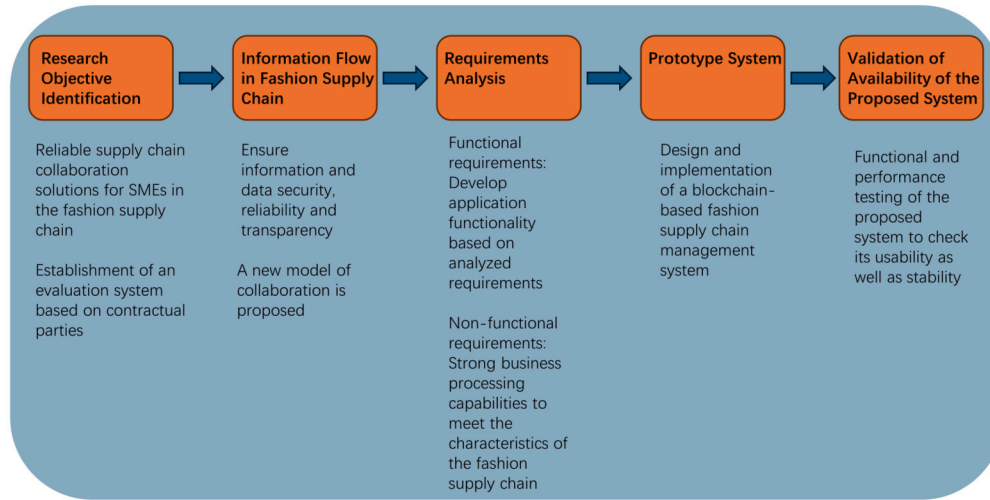 Research
Objective
Identification
Information Flow
in Fashion Supply
Chain
Requirements
Analysis
Prototype System
Validation of
Availability of the
Proposed System
Reliable supply chain
collaboration
solutions for SMEs in
the fashion supply
chain
Establishment of an
evaluation system
based on contractual
parties
Ensure
information and
data security,
reliability and
transparency
A new model of
collaboration is
proposed
Functional
requirements:
Develop
application
functionality
based on
analyzed
requirements
Non-functional
requirements:
Strong business
processing
capabilities to
meet the
characteristics of
the fashion
supply chain
Design and
implementation
of a blockchain-
based fashion
supply chain
management
system
Functional and
performance
testing of the
proposed
system to check
its usability as
well as stability